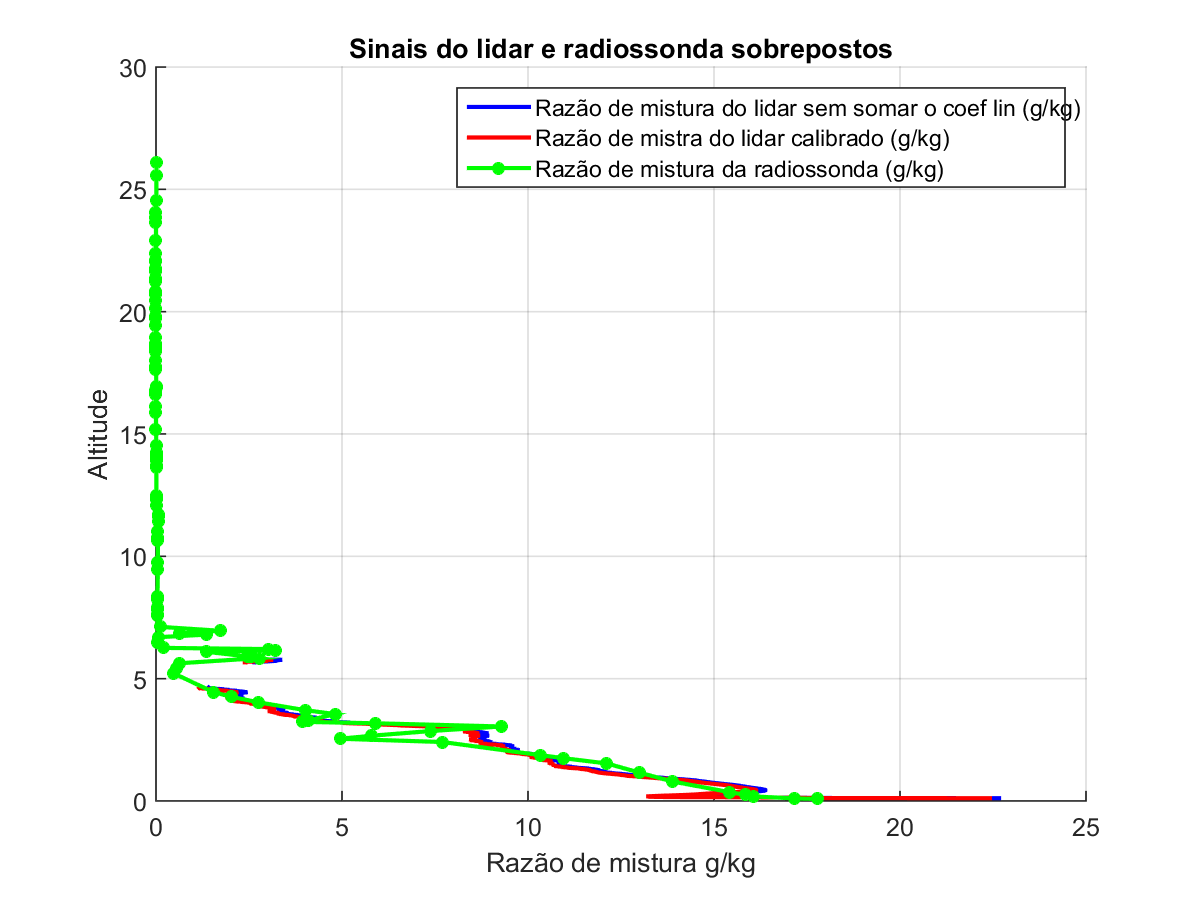 Sinais do lidar e radiossonda sobrepostos
30
Razão de mistura do lidar sem somar o coef lin (g/kg)
Razão de mistra do lidar calibrado (g/kg)
Razão de mistura da radiossonda (g/kg)
25
20
15
10
5
0
Altitude
0 5 10 15 20 25
Razão de mistura g/kg